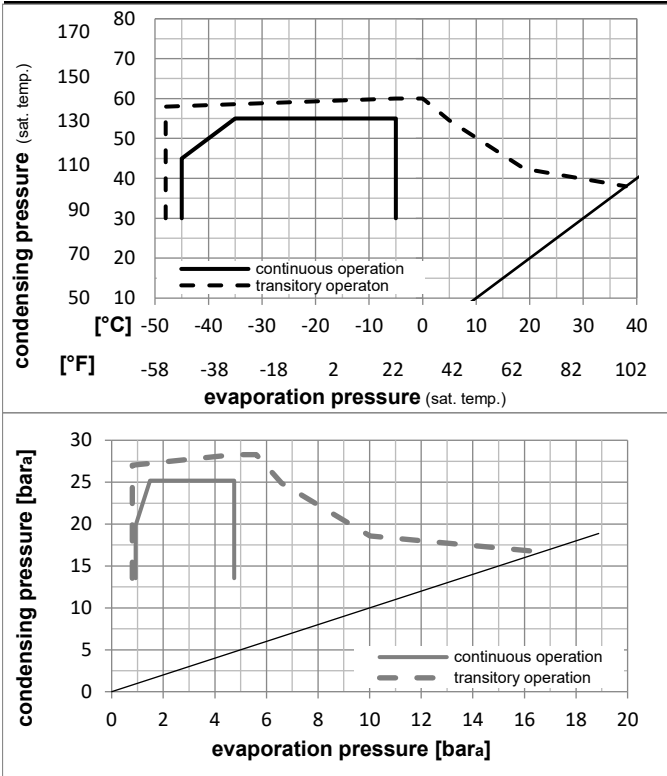 condensing pressure (sat. temp.)
170 80
150 70
60
130 50
110 40
90 30
70 20
50 10
continuous operation
transitory operaton
[°C] -50 -40 -30 -20 -10 0 10 20 30 40
[°F] -58 -38 -18 2 22 42 62 82 102
evaporation pressure (sat. temp.)
condensing pressure [bara]
30
25
20
15
10
5
0
continuous operation
transitory operation
0 2 4 6 8 10 12 14 16 18 20
evaporation pressure [bara]